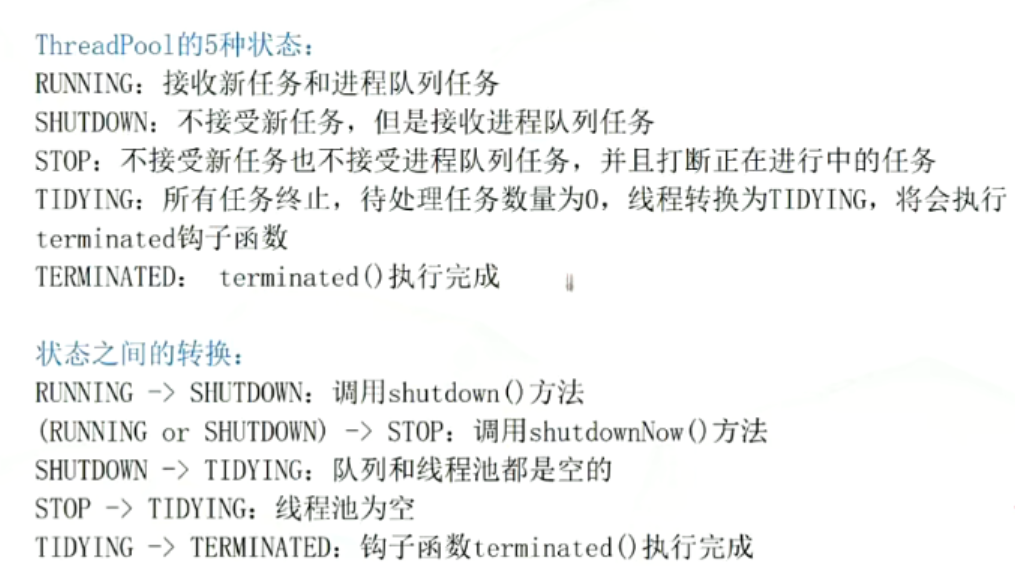 ThreadPool的5种状态：
RUNNING：接收新任务和进程队列任务
SHUTDOWN：不接受新任务，但是接收进程队列任务
STOP：不接受新任务也不接受进程队列任务，并且打断正在进行中的任务
TIDYING：所有任务终止，待处理任务数量为0，线程转换为TIDYING，将会执行
terminated钩子函数
TERMINATED： terminated()执行完成
状态之间的转换：
RUNNING -> SHUTDOWN：调用shutdown()方法
(RUNNING or SHUTDOWN) -> STOP：调用shutdownNow()方法
SHUTDOWN -> TIDYING：队列和线程池都是空的
STOP -> TIDYING：线程池为空
TIDYING -> TERMINATED：钩子函数terminated()执行完成